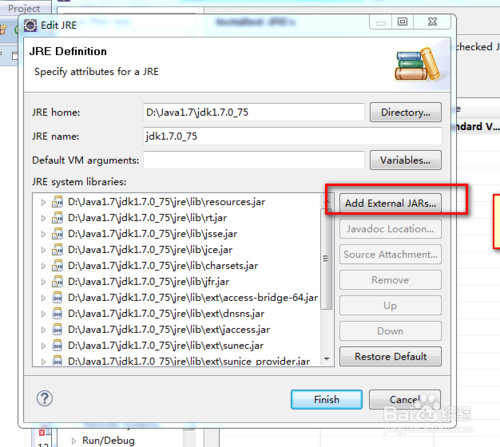 Project
Installed JREs
Edit JRE
JRE Definition
Specify attributes for a JRE
checked J
JRE home:
D:\Java1.7\jdk1.7.0_75
Directory...
JRE name:
jdk1.7.0_75
ndard V...
Default VM arguments:
Variables...
JRE system libraries:
D:\Java1.7\jdk1.7.0_75\jre\lib\resources.jar
Add External JARs...
D:\Java1.7\jdk1.7.0_75\jre\lib\rt.jar
D:\Java1.7\jdk1.7.0_75\jre\lib\jsse.jar
Javadoc Location...
D:\Java1.7\jdk1.7.0_75\jre\lib\jce.jar
Source Attachment...
D:\Java1.7\jdk1.7.0_75\jre\lib\charsets.jar
D:\Java1.7\jdk1.7.0_75\jre\lib\jfr.jar
Remove
D:\Java1.7\jdk1.7.0_75\jre\lib\ext\access-bridge-64.jar
Up
D:\Java1.7\jdk1.7.0_75\jre\lib\ext\dnsns.jar
D:\Java1.7\jdk1.7.0_75\jre\lib\ext\jaccess.jar
Down
D:\Java1.7\jdk1.7.0_75\jre\lib\ext\sunec.jar
D:\Java1.7\jdk1.7.0_75\jre\lib\ext\sunjce_provider.jar
Restore Default
Finish
Cancel
Baidu经验
Run/Debug